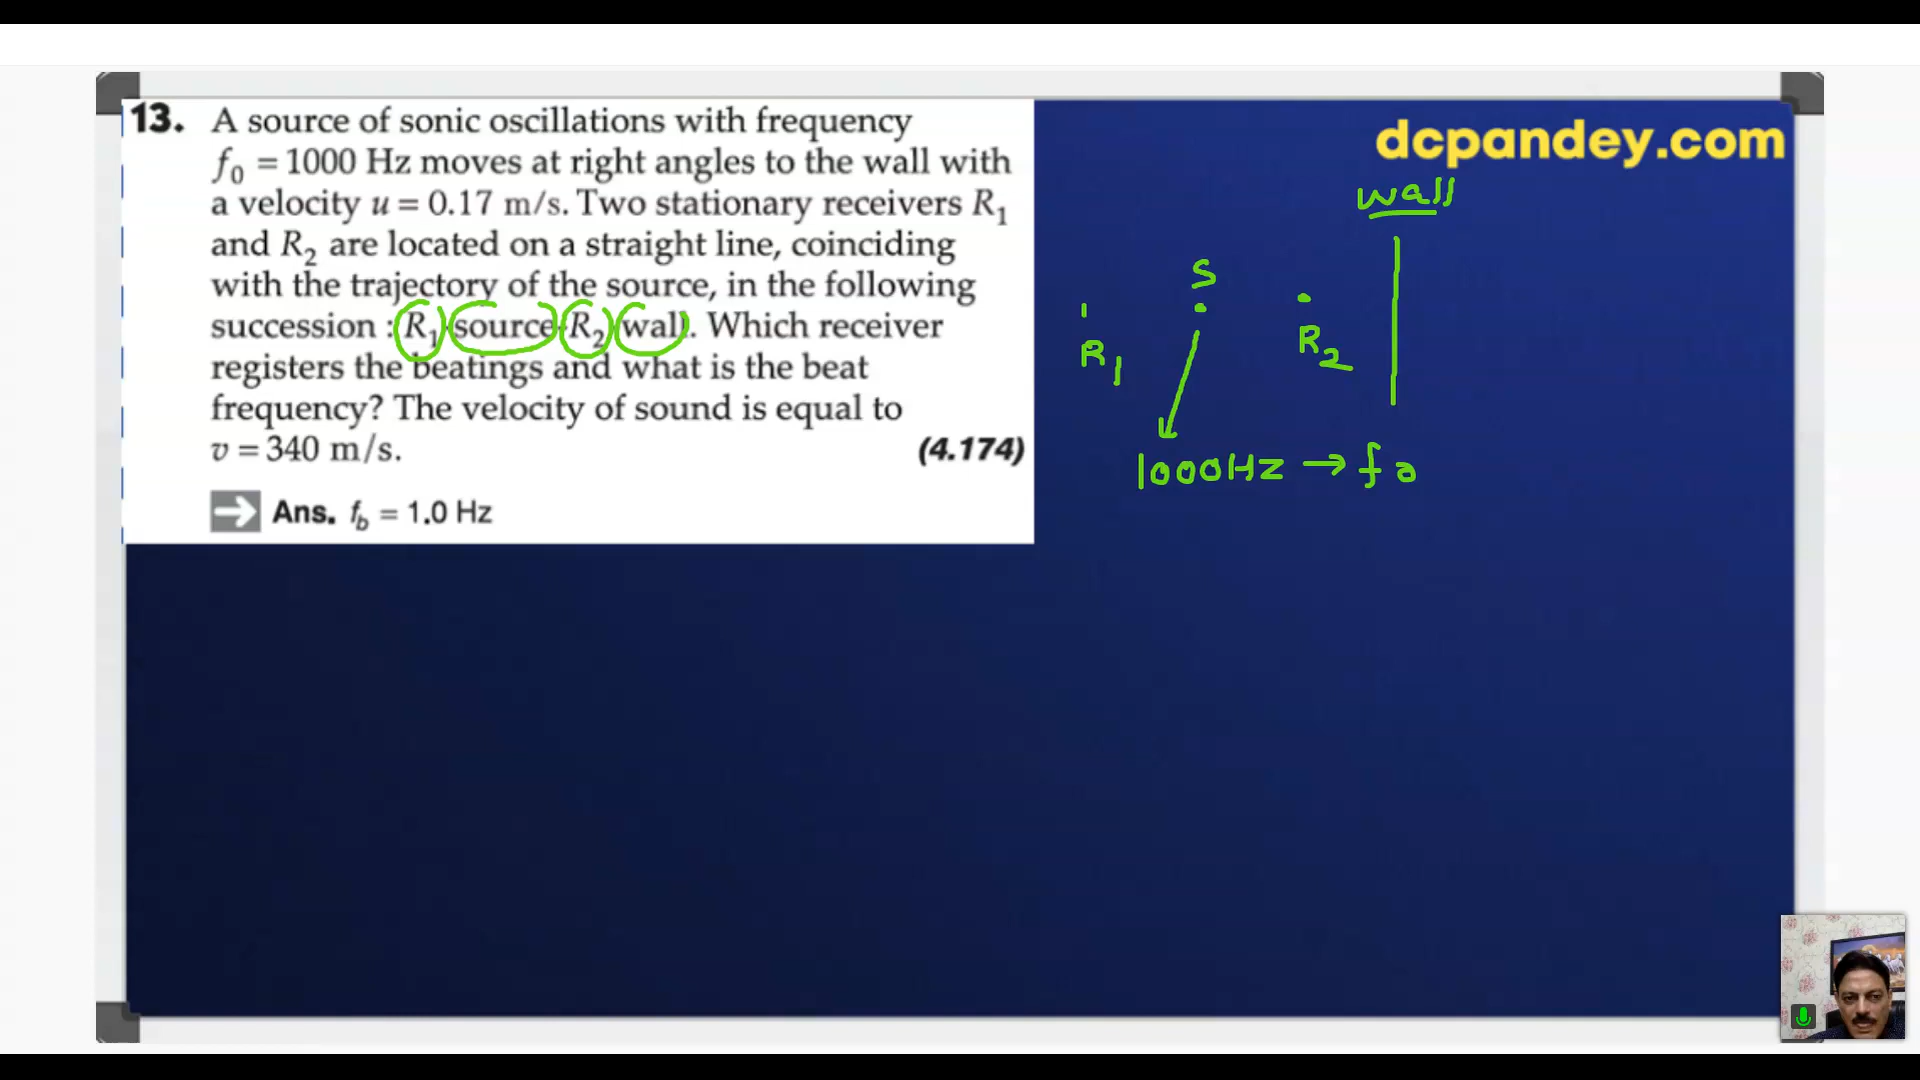 13. A source of sonic oscillations with frequency
f0 = 1000 Hz moves at right angles to the wall with
a velocity u = 0.17 m/s. Two stationary receivers R1
and R2 are located on a straight line, coinciding
with the trajectory of the source, in the following
succession : R1-source-R2-wall. Which receiver
registers the beatings and what is the beat
frequency? The velocity of sound is equal to
v = 340 m/s. (4.174)
Ans. fb = 1.0 Hz
dcpandey.com
wall
S
R1
R2
1000Hz → fo